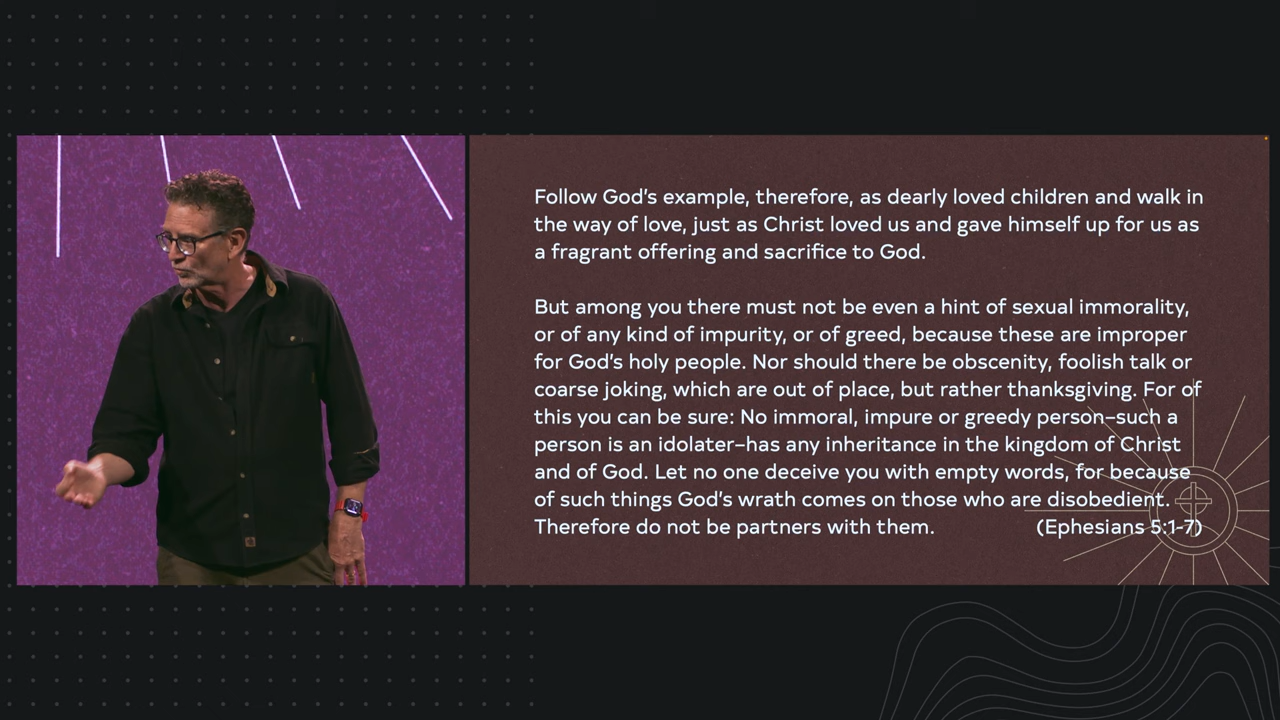 Follow God's example, therefore, as dearly loved children and walk in
the way of love, just as Christ loved us and gave himself up for us as
a fragrant offering and sacrifice to God.
But among you there must not be even a hint of sexual immorality,
or of any kind of impurity, or of greed, because these are improper
for God's holy people. Nor should there be obscenity, foolish talk or
coarse joking, which are out of place, but rather thanksgiving. For of
this you can be sure: No immoral, impure or greedy person–such a
person is an idolater–has any inheritance in the kingdom of Christ
and of God. Let no one deceive you with empty words, for because
of such things God's wrath comes on those who are disobedient.
Therefore do not be partners with them. (Ephesians 5:1-7)